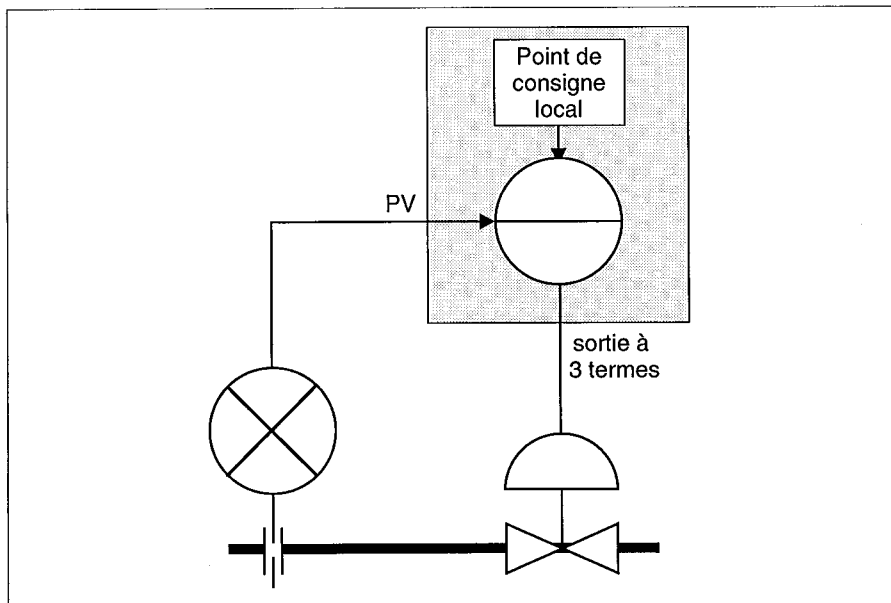 Point de
consigne
local
PV
sortie à
3 termes